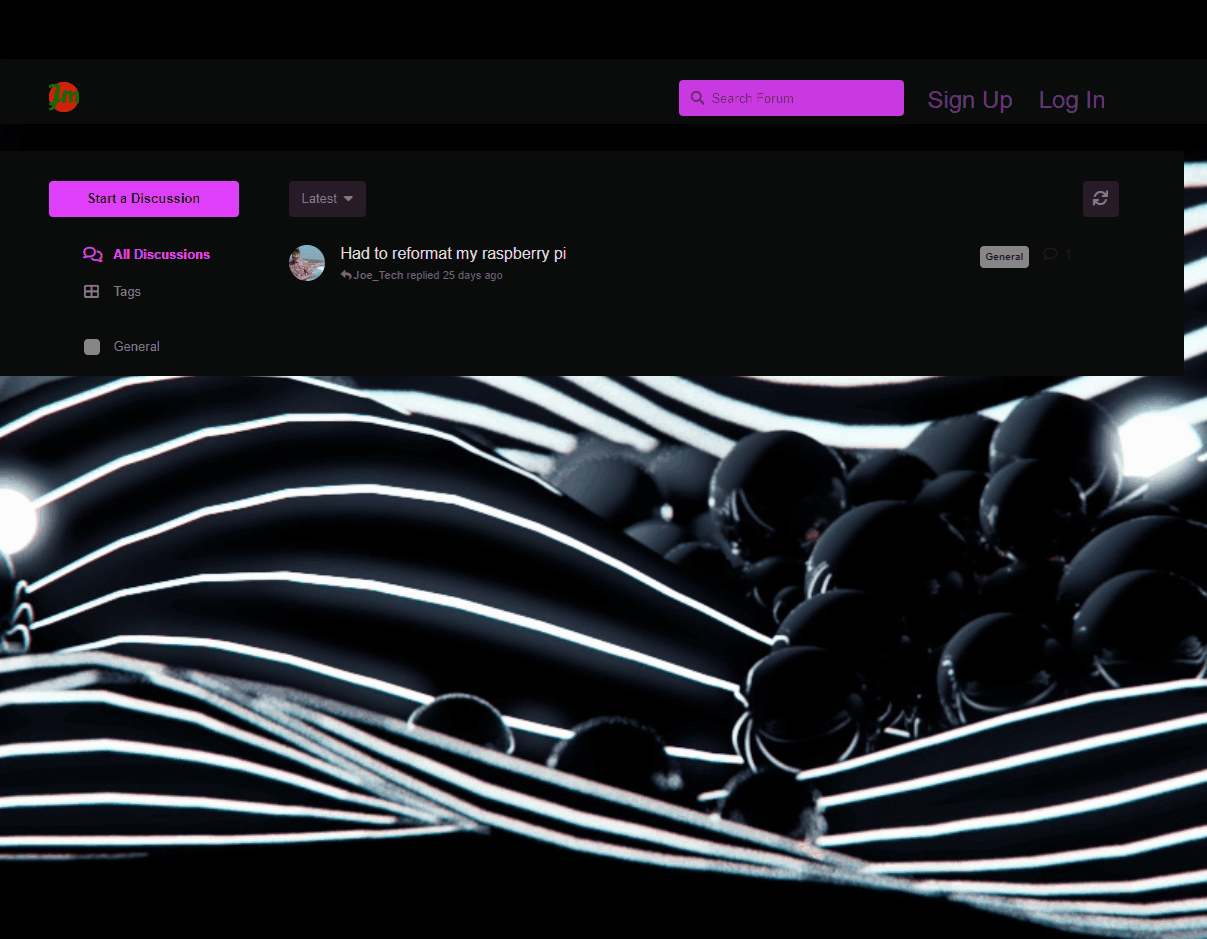 Jm
Search Forum
Sign Up
Log In
Start a Discussion
Latest
All Discussions
Had to reformat my raspberry pi
General
1
Joe_Tech replied 25 days ago
Tags
General